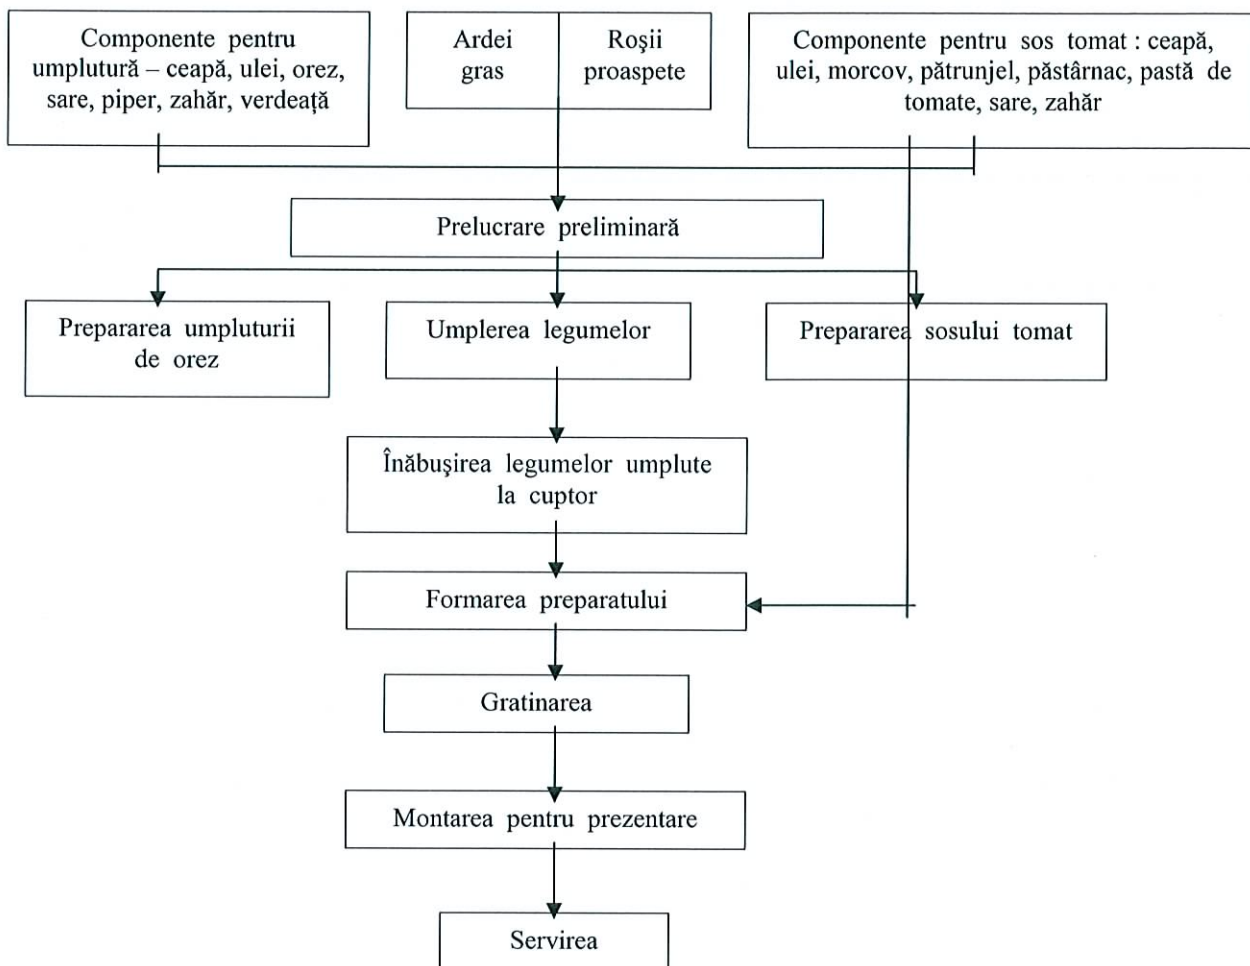 Componente pentru
umplutură – ceapă, ulei, orez,
sare, piper, zahăr, verdeață
Ardei
gras
Roşii
proaspete
Componente pentru sos tomat : ceapă,
ulei, morcov, pătrunjel, păstârnac, pastă de
tomate, sare, zahăr
Prelucrare preliminară
Prepararea umpluturii
de orez
Umplerea legumelor
Prepararea sosului tomat
Înăbuşirea legumelor umplute
la cuptor
Formarea preparatului
Gratinarea
Montarea pentru prezentare
Servirea